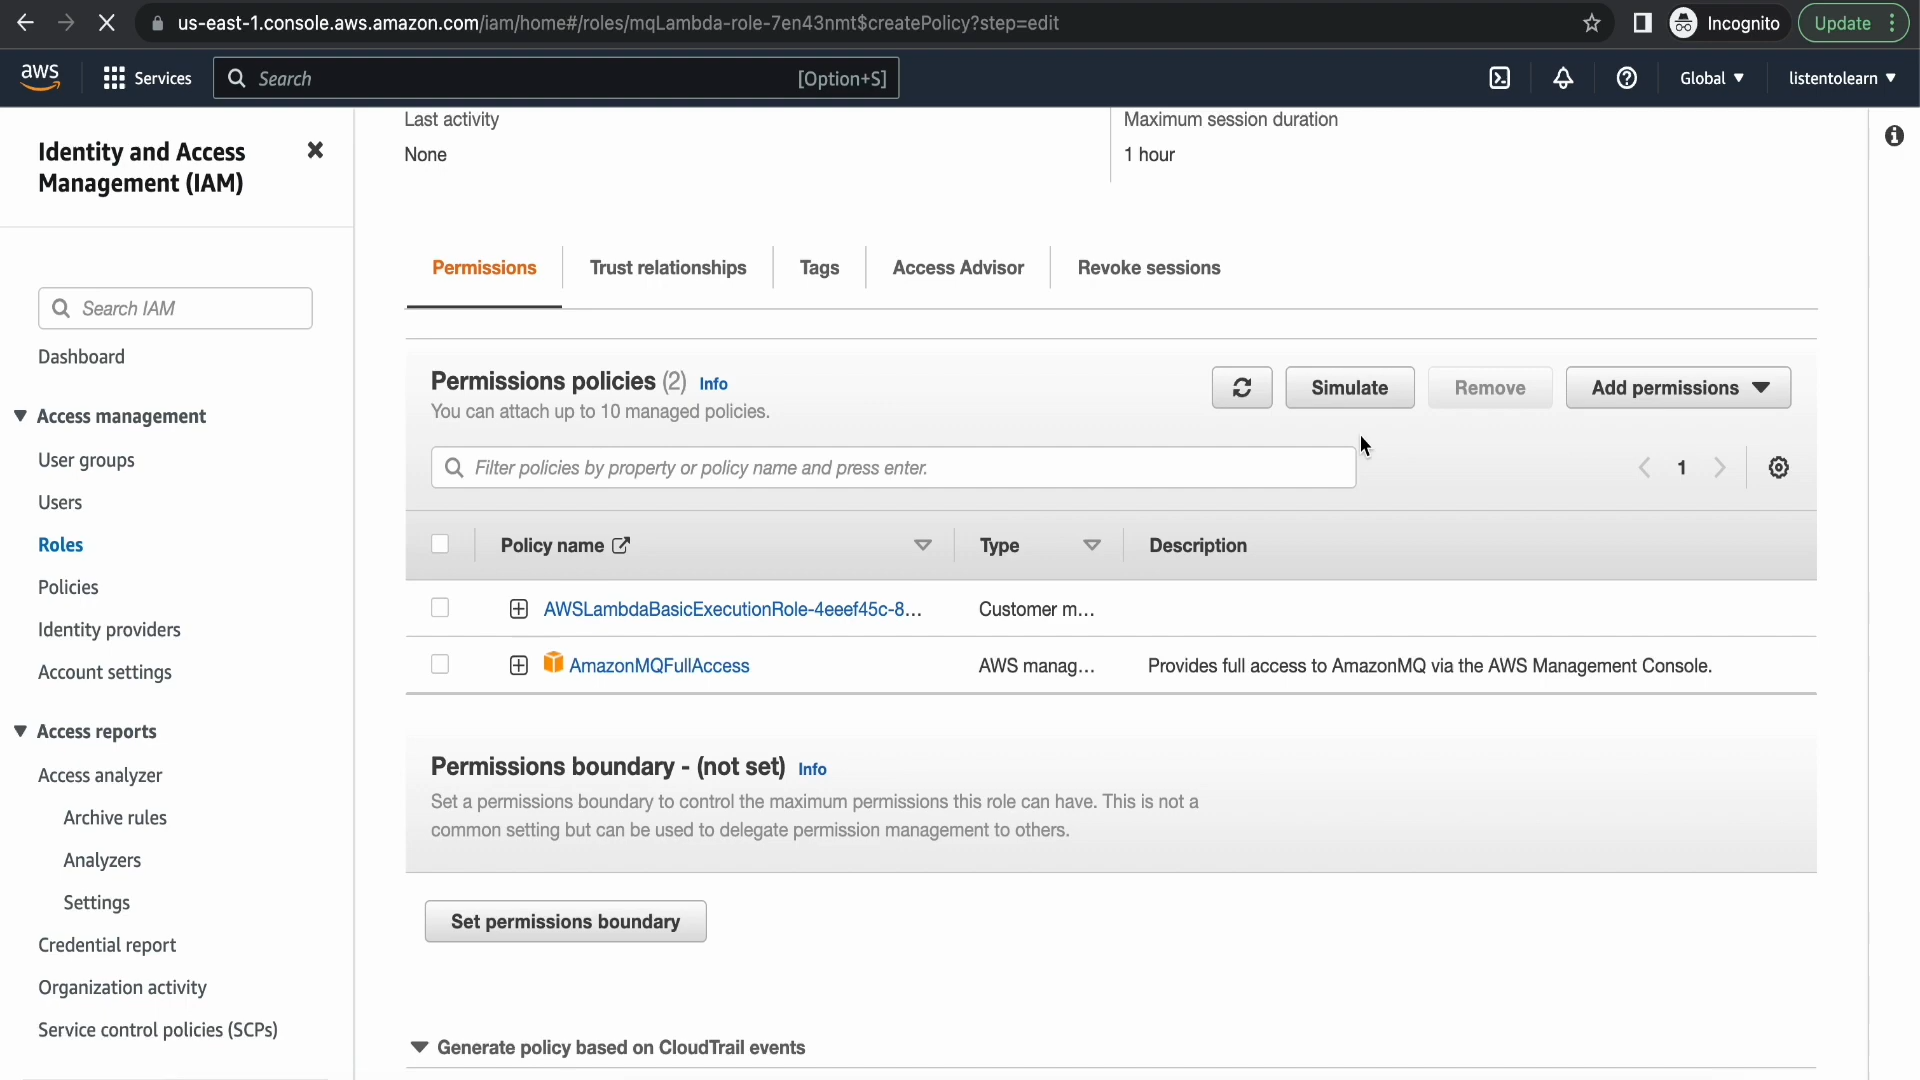 us-east-1.console.aws.amazon.com/iam/home#/roles/mqLambda-role-7en43nmt$createPolicy?step=edit
Incognito
Update
aws
Services
Search
[Option+S]
Global
listentolearn
Identity and Access
Management (IAM)
Search IAM
Dashboard
Access management
User groups
Users
Roles
Policies
Identity providers
Account settings
Access reports
Access analyzer
Archive rules
Analyzers
Settings
Credential report
Organization activity
Service control policies (SCPs)
Last activity
None
Maximum session duration
1 hour
Permissions
Trust relationships
Tags
Access Advisor
Revoke sessions
Permissions policies (2) Info
You can attach up to 10 managed policies.
Simulate
Remove
Add permissions
Filter policies by property or policy name and press enter.
1
Policy name
Type
Description
AWSLambdaBasicExecutionRole-4eeef45c-8...
Customer m...
AmazonMQFullAccess
AWS manag...
Provides full access to AmazonMQ via the AWS Management Console.
Permissions boundary - (not set) Info
Set a permissions boundary to control the maximum permissions this role can have. This is not a
common setting but can be used to delegate permission management to others.
Set permissions boundary
Generate policy based on CloudTrail events